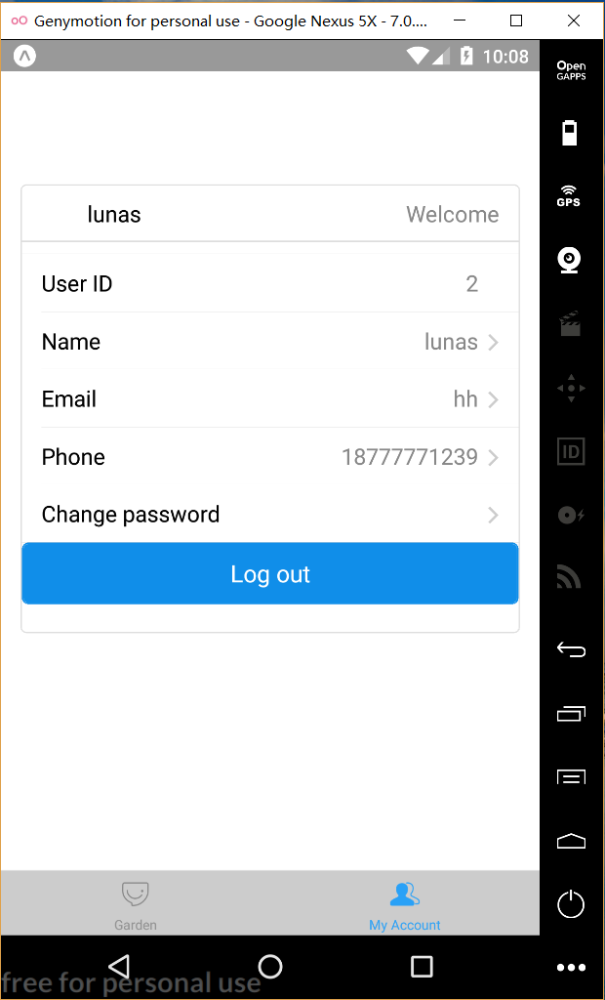 Genymotion for personal use - Google Nexus 5X - 7.0....
10:08
Open
GAPPS
GPS
ID
lunas Welcome
User ID 2
Name lunas
Email hh
Phone 18777771239
Change password
Log out
Garden My Account
free for personal use